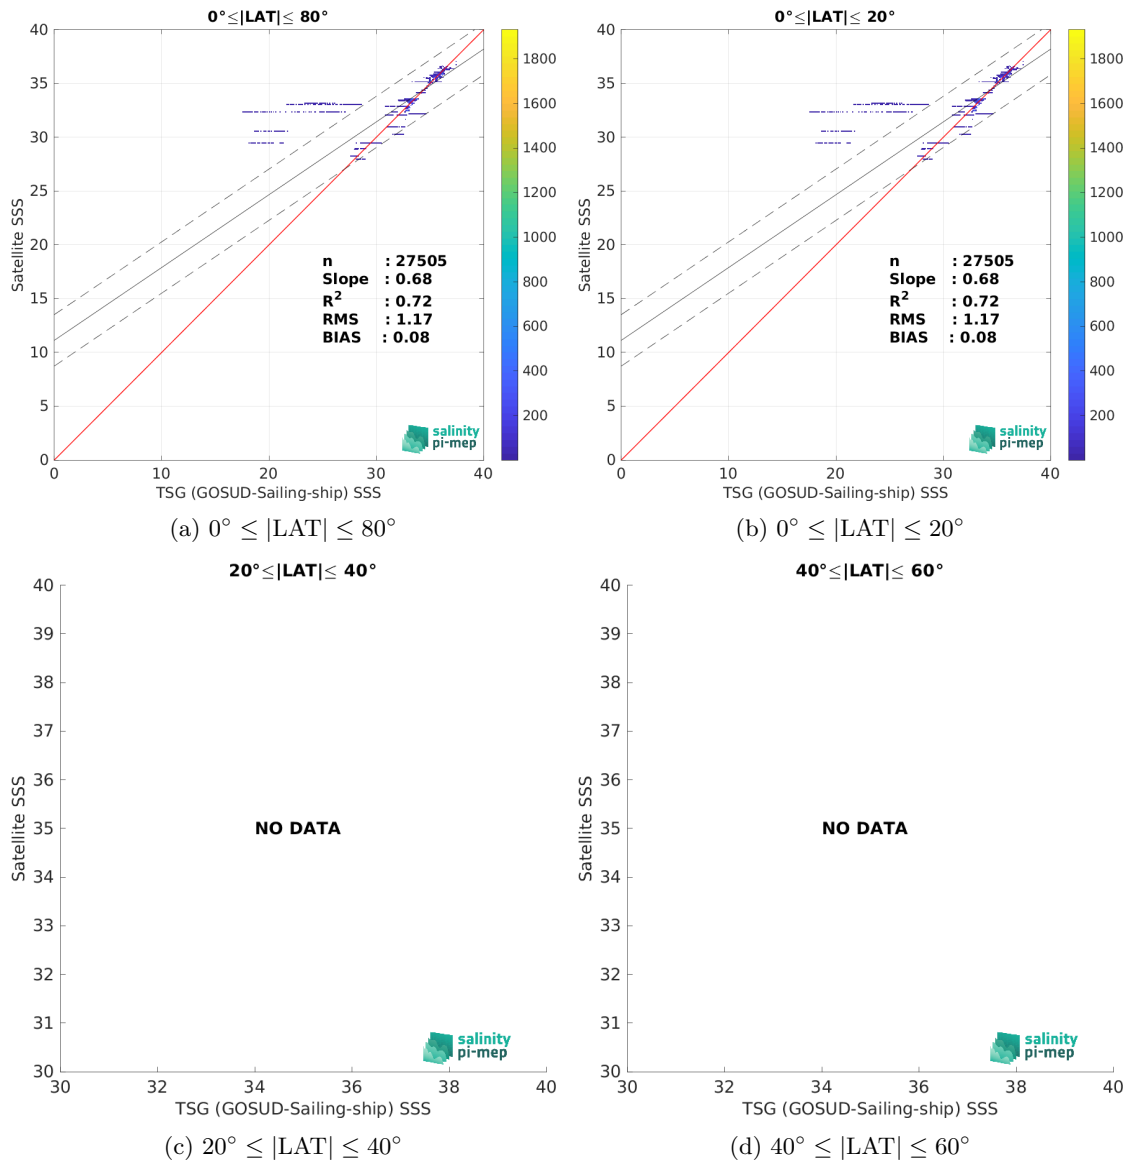 0°≤|LAT|≤ 80°
Satellite SSS
40
35
30
25
20
15
10
5
0
n : 27505
Slope : 0.68
R² : 0.72
RMS : 1.17
BIAS : 0.08
salinity
pi-mep
0 10 20 30 40
TSG (GOSUD-Sailing-ship) SSS
1800
1600
1400
1200
1000
800
600
400
200
(a) 0° ≤ |LAT| ≤ 80°
0°≤|LAT|≤ 20°
Satellite SSS
40
35
30
25
20
15
10
5
0
n : 27505
Slope : 0.68
R² : 0.72
RMS : 1.17
BIAS : 0.08
salinity
pi-mep
0 10 20 30 40
TSG (GOSUD-Sailing-ship) SSS
1800
1600
1400
1200
1000
800
600
400
200
(b) 0° ≤ |LAT| ≤ 20°
20°≤|LAT|≤ 40°
Satellite SSS
40
39
38
37
36
35
34
33
32
31
30
NO DATA
salinity
pi-mep
30 32 34 36 38 40
TSG (GOSUD-Sailing-ship) SSS
(c) 20° ≤ |LAT| ≤ 40°
40°≤|LAT|≤ 60°
Satellite SSS
40
39
38
37
36
35
34
33
32
31
30
NO DATA
salinity
pi-mep
30 32 34 36 38 40
TSG (GOSUD-Sailing-ship) SSS
(d) 40° ≤ |LAT| ≤ 60°